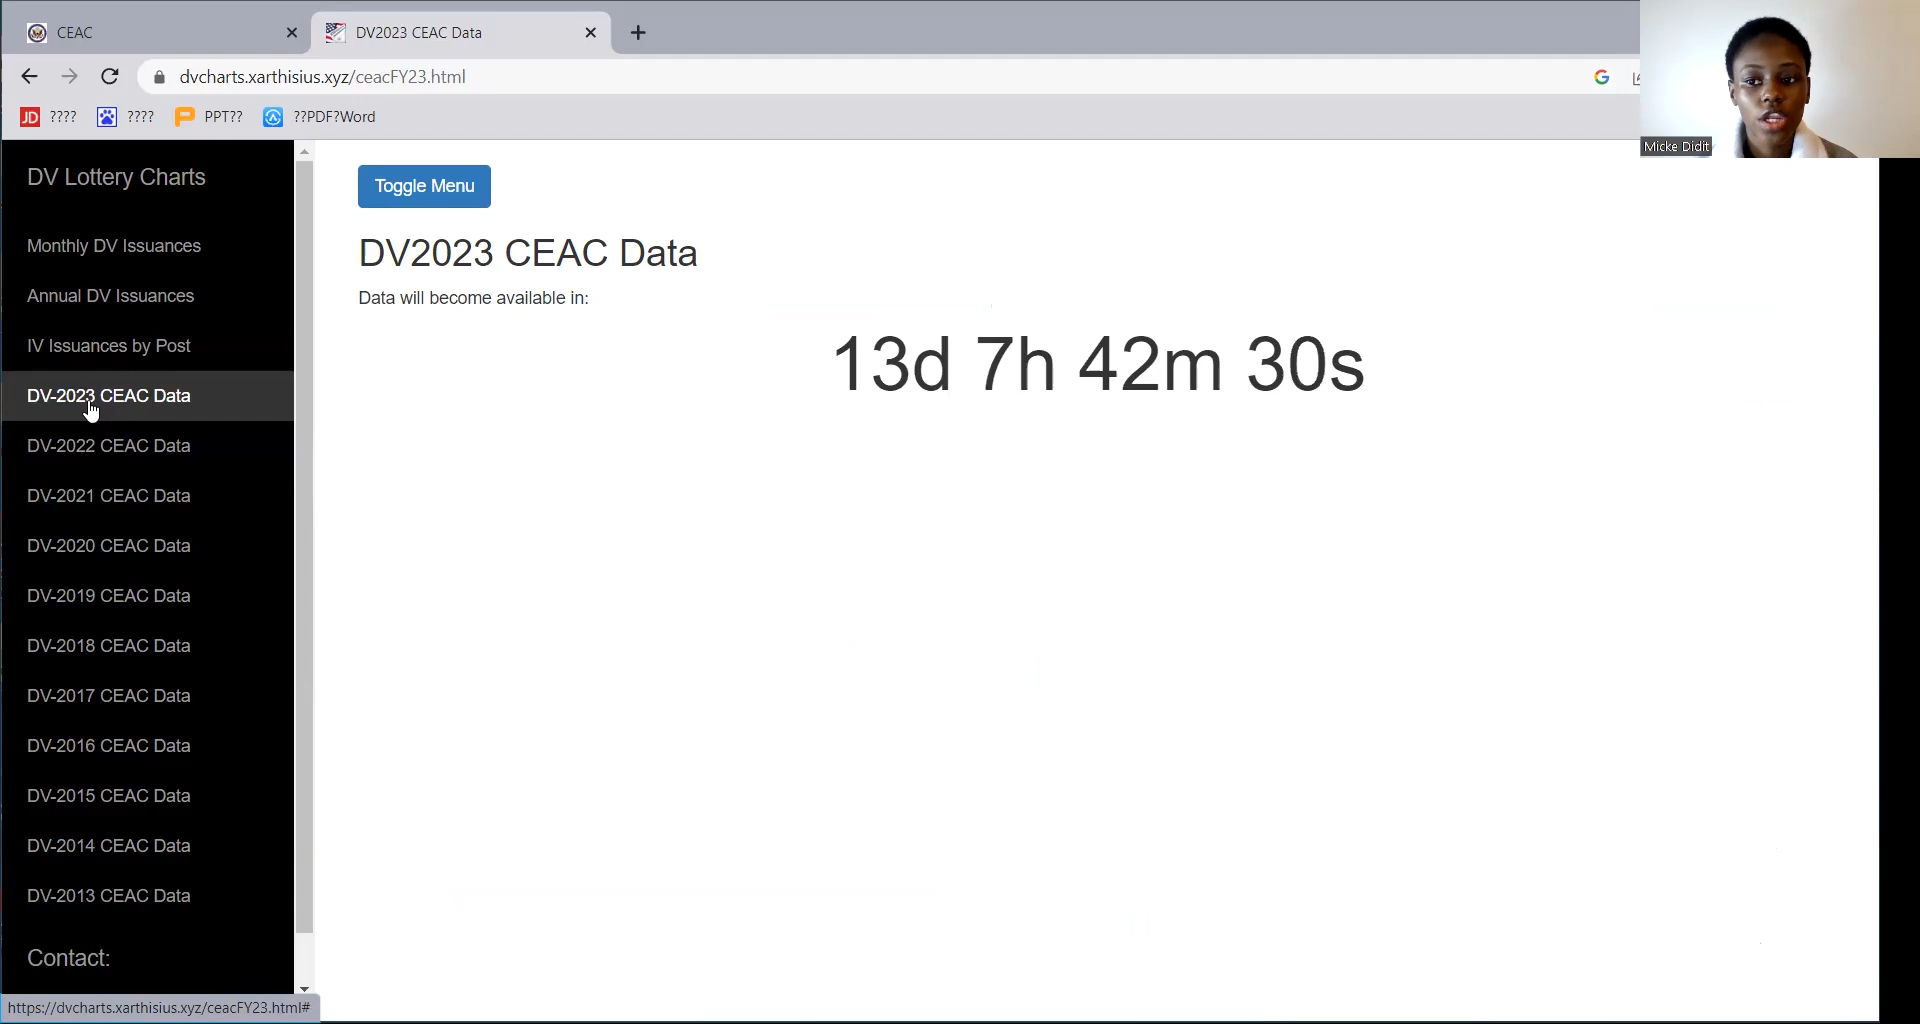 CEAC
DV2023 CEAC Data
dvcharts.xarthisius.xyz/ceacFY23.html
JD ????
????
PPT??
??PDF?Word
Micke Didit
DV Lottery Charts
Monthly DV Issuances
Annual DV Issuances
IV Issuances by Post
DV-2023 CEAC Data
DV-2022 CEAC Data
DV-2021 CEAC Data
DV-2020 CEAC Data
DV-2019 CEAC Data
DV-2018 CEAC Data
DV-2017 CEAC Data
DV-2016 CEAC Data
DV-2015 CEAC Data
DV-2014 CEAC Data
DV-2013 CEAC Data
Contact:
Toggle Menu
DV2023 CEAC Data
Data will become available in:
13d 7h 42m 30s
https://dvcharts.xarthisius.xyz/ceacFY23.html#